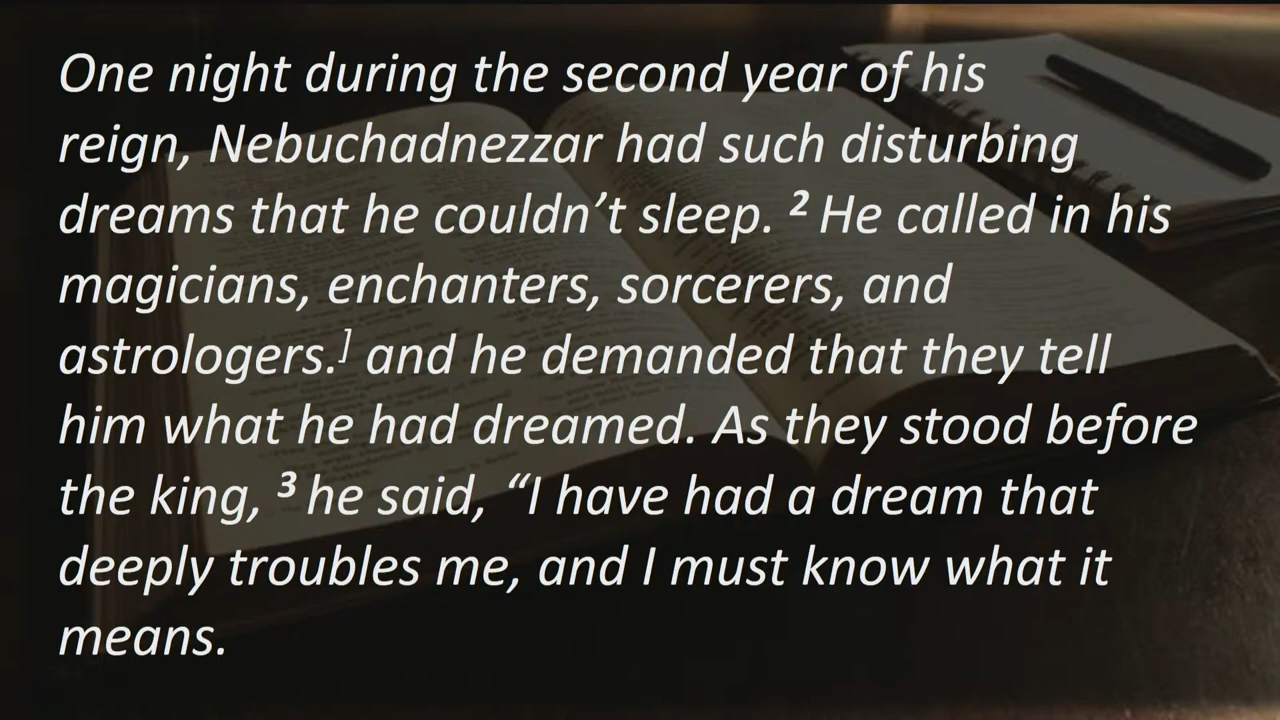 One night during the second year of his
reign, Nebuchadnezzar had such disturbing
dreams that he couldn’t sleep. ² He called in his
magicians, enchanters, sorcerers, and
astrologers.] and he demanded that they tell
him what he had dreamed. As they stood before
the king, ³ he said, “I have had a dream that
deeply troubles me, and I must know what it
means.